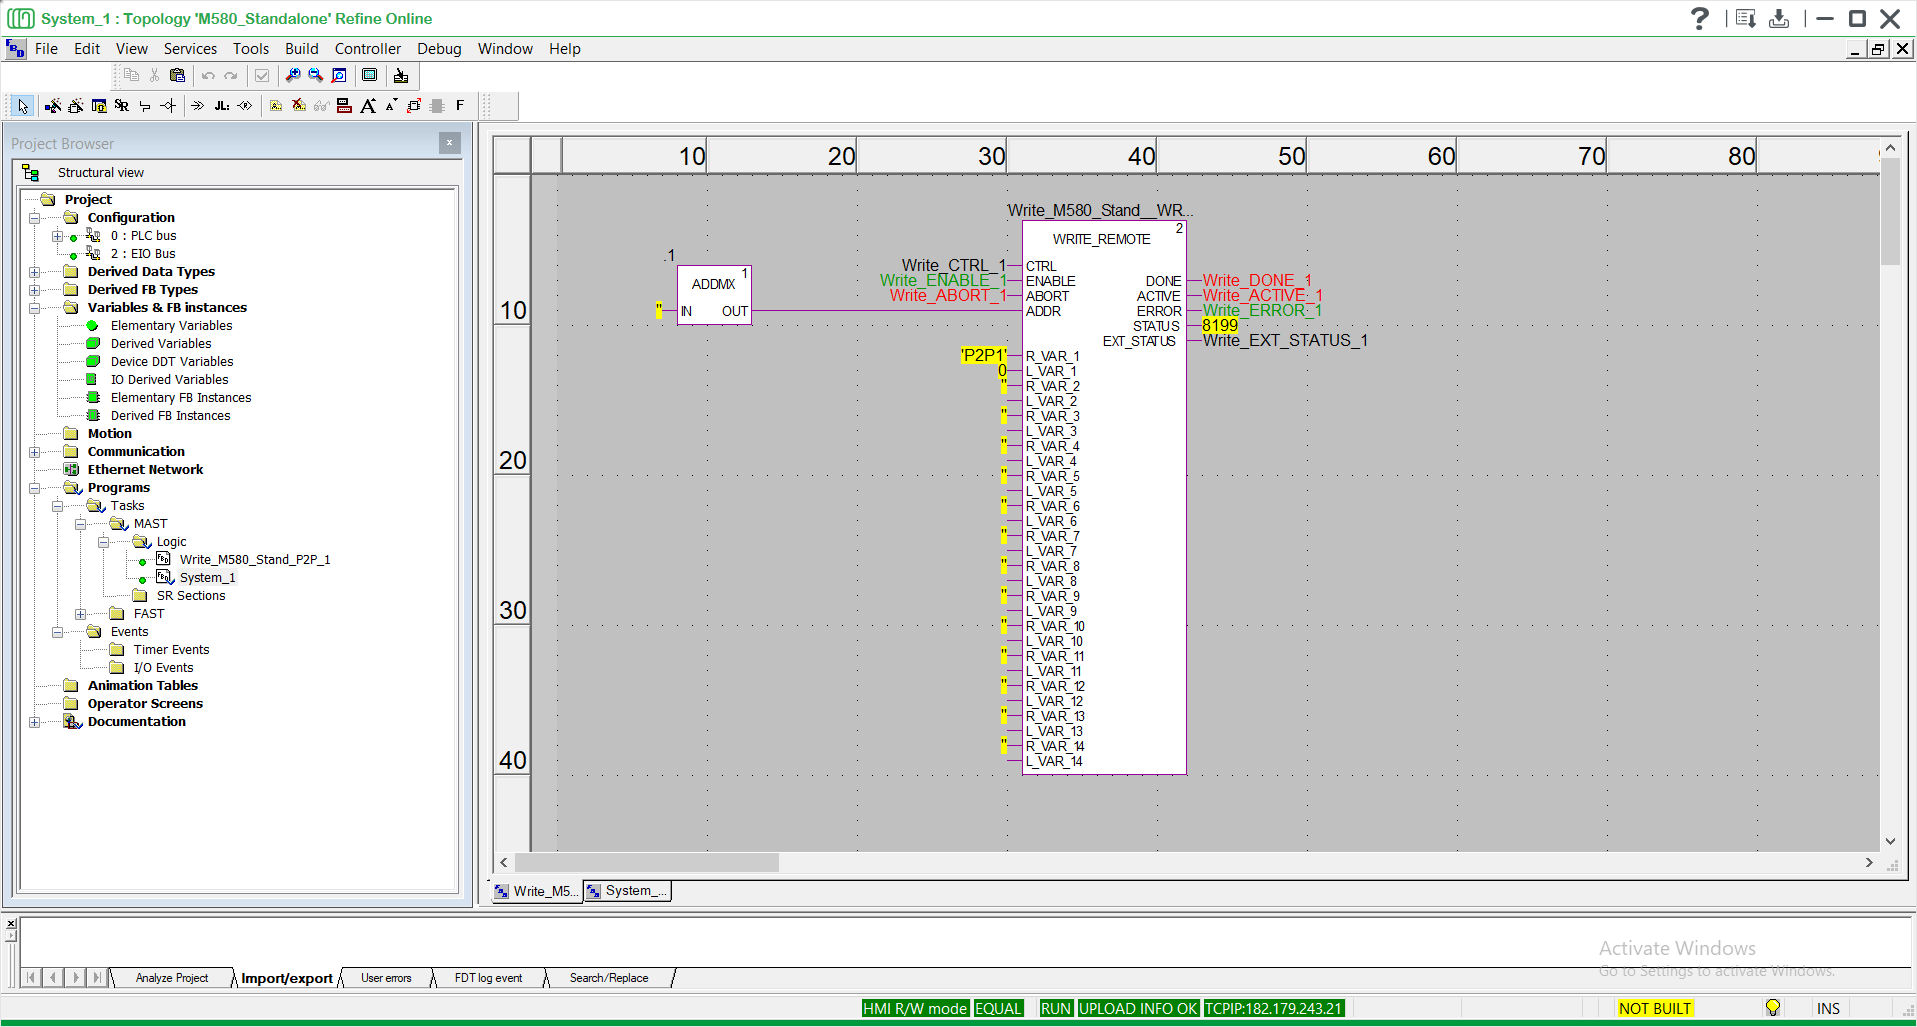 System_1 : Topology 'M580_Standalone' Refine Online
File Edit View Services Tools Build Controller Debug Window Help
F
Project Browser
Structural view
Project
Configuration
0 : PLC bus
2 : EIO Bus
Derived Data Types
Derived FB Types
Variables & FB instances
Elementary Variables
Derived Variables
Device DDT Variables
IO Derived Variables
Elementary FB Instances
Derived FB Instances
Motion
Communication
Ethernet Network
Programs
Tasks
MAST
Logic
Write_M580_Stand_P2P_1
System_1
SR Sections
FAST
Events
Timer Events
I/O Events
Animation Tables
Operator Screens
Documentation
10 20 30 40 50 60 70 80
10
20
30
40
.1
1
ADDMX
'' IN OUT
Write_M580_Stand__WR...
2
WRITE_REMOTE
Write_CTRL_1 CTRL
Write_ENABLE_1 ENABLE DONE Write_DONE_1
Write_ABORT_1 ABORT ACTIVE Write_ACTIVE_1
ADDR ERROR Write_ERROR_1
STATUS 8199
EXT_STATUS Write_EXT_STATUS_1
'P2P1' R_VAR_1
0 L_VAR_1
'' R_VAR_2
L_VAR_2
'' R_VAR_3
L_VAR_3
'' R_VAR_4
L_VAR_4
'' R_VAR_5
L_VAR_5
'' R_VAR_6
L_VAR_6
'' R_VAR_7
L_VAR_7
'' R_VAR_8
L_VAR_8
'' R_VAR_9
L_VAR_9
'' R_VAR_10
L_VAR_10
'' R_VAR_11
L_VAR_11
'' R_VAR_12
L_VAR_12
'' R_VAR_13
L_VAR_13
'' R_VAR_14
L_VAR_14
Write_M5... System_...
Activate Windows
Go to Settings to activate Windows.
Analyze Project Import/export User errors FDT log event Search/Replace
HMI R/W mode EQUAL RUN UPLOAD INFO OK TCPIP:182.179.243.21 NOT BUILT INS